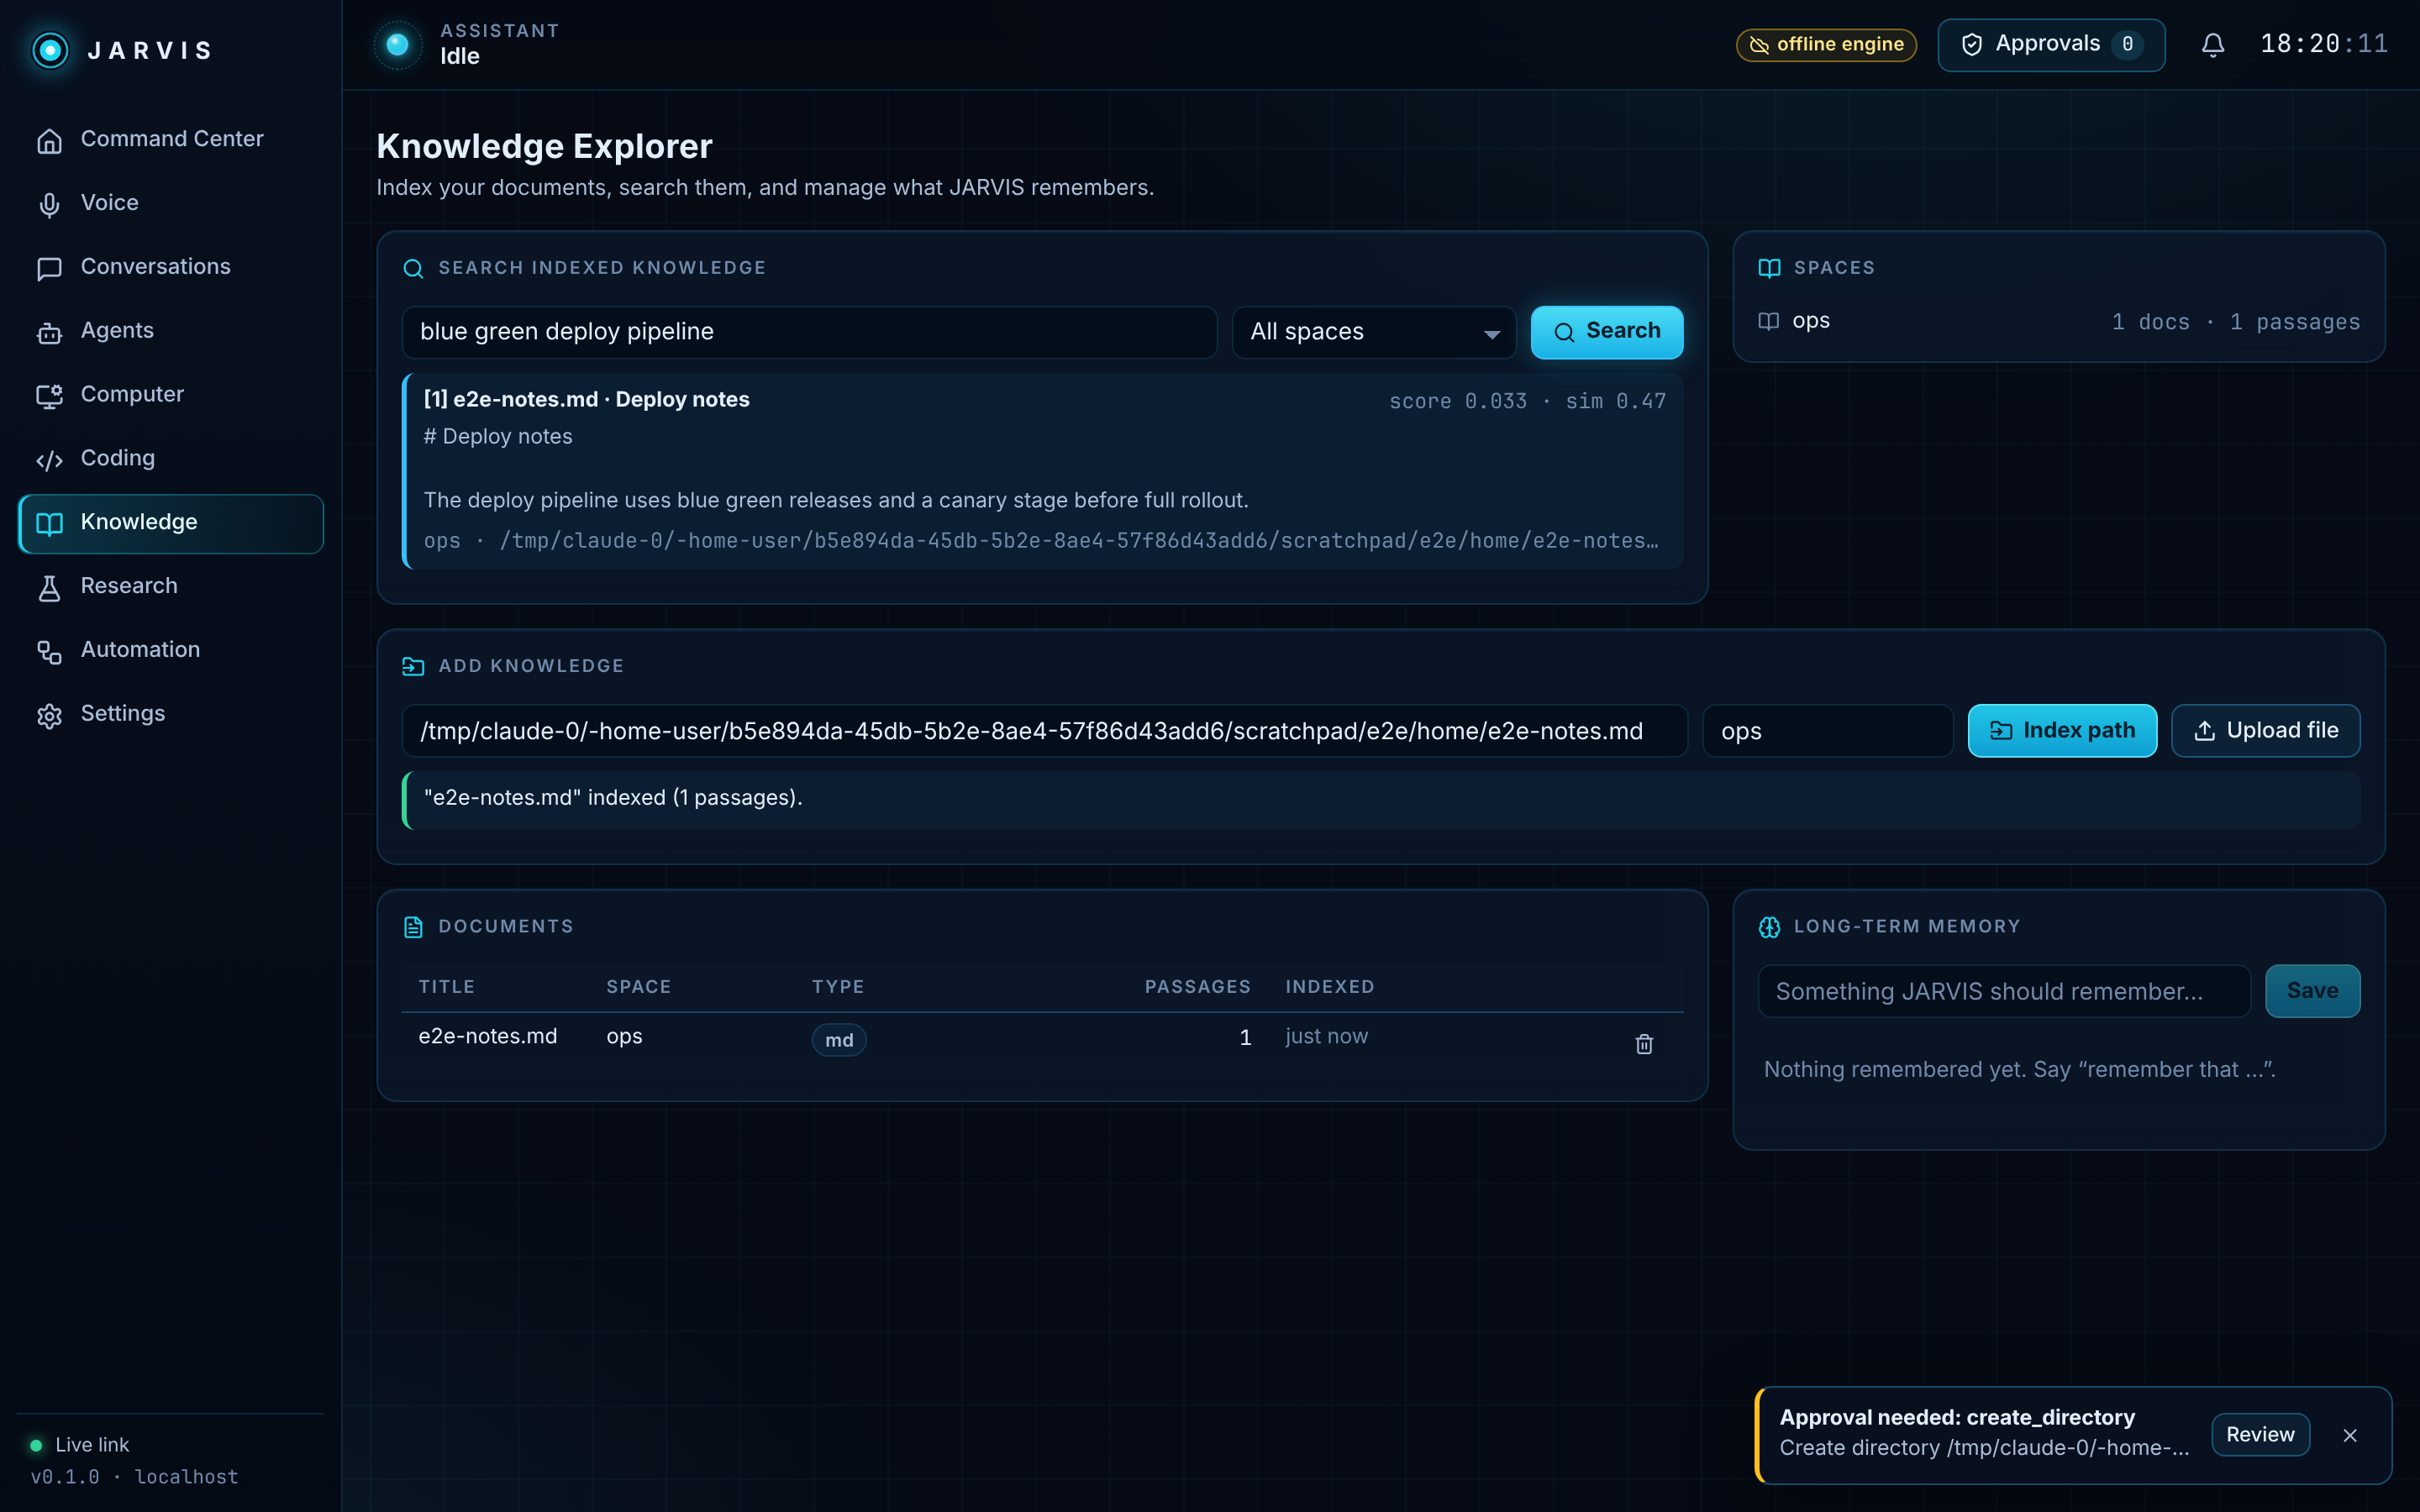 JARVIS
Command Center
Voice
Conversations
Agents
Computer
Coding
Knowledge
Research
Automation
Settings
Live link
v0.1.0 · localhost
ASSISTANT
Idle
offline engine
Approvals 0
18:20:11
Knowledge Explorer
Index your documents, search them, and manage what JARVIS remembers.
SEARCH INDEXED KNOWLEDGE
blue green deploy pipeline
All spaces
Search
[1] e2e-notes.md · Deploy notes
score 0.033 · sim 0.47
# Deploy notes
The deploy pipeline uses blue green releases and a canary stage before full rollout.
ops · /tmp/claude-0/-home-user/b5e894da-45db-5b2e-8ae4-57f86d43add6/scratchpad/e2e/home/e2e-notes…
SPACES
ops
1 docs · 1 passages
ADD KNOWLEDGE
/tmp/claude-0/-home-user/b5e894da-45db-5b2e-8ae4-57f86d43add6/scratchpad/e2e/home/e2e-notes.md
ops
Index path
Upload file
"e2e-notes.md" indexed (1 passages).
DOCUMENTS
TITLE SPACE TYPE PASSAGES INDEXED
e2e-notes.md ops md 1 just now
LONG-TERM MEMORY
Something JARVIS should remember…
Save
Nothing remembered yet. Say “remember that …”.
Approval needed: create_directory
Create directory /tmp/claude-0/-home-…
Review